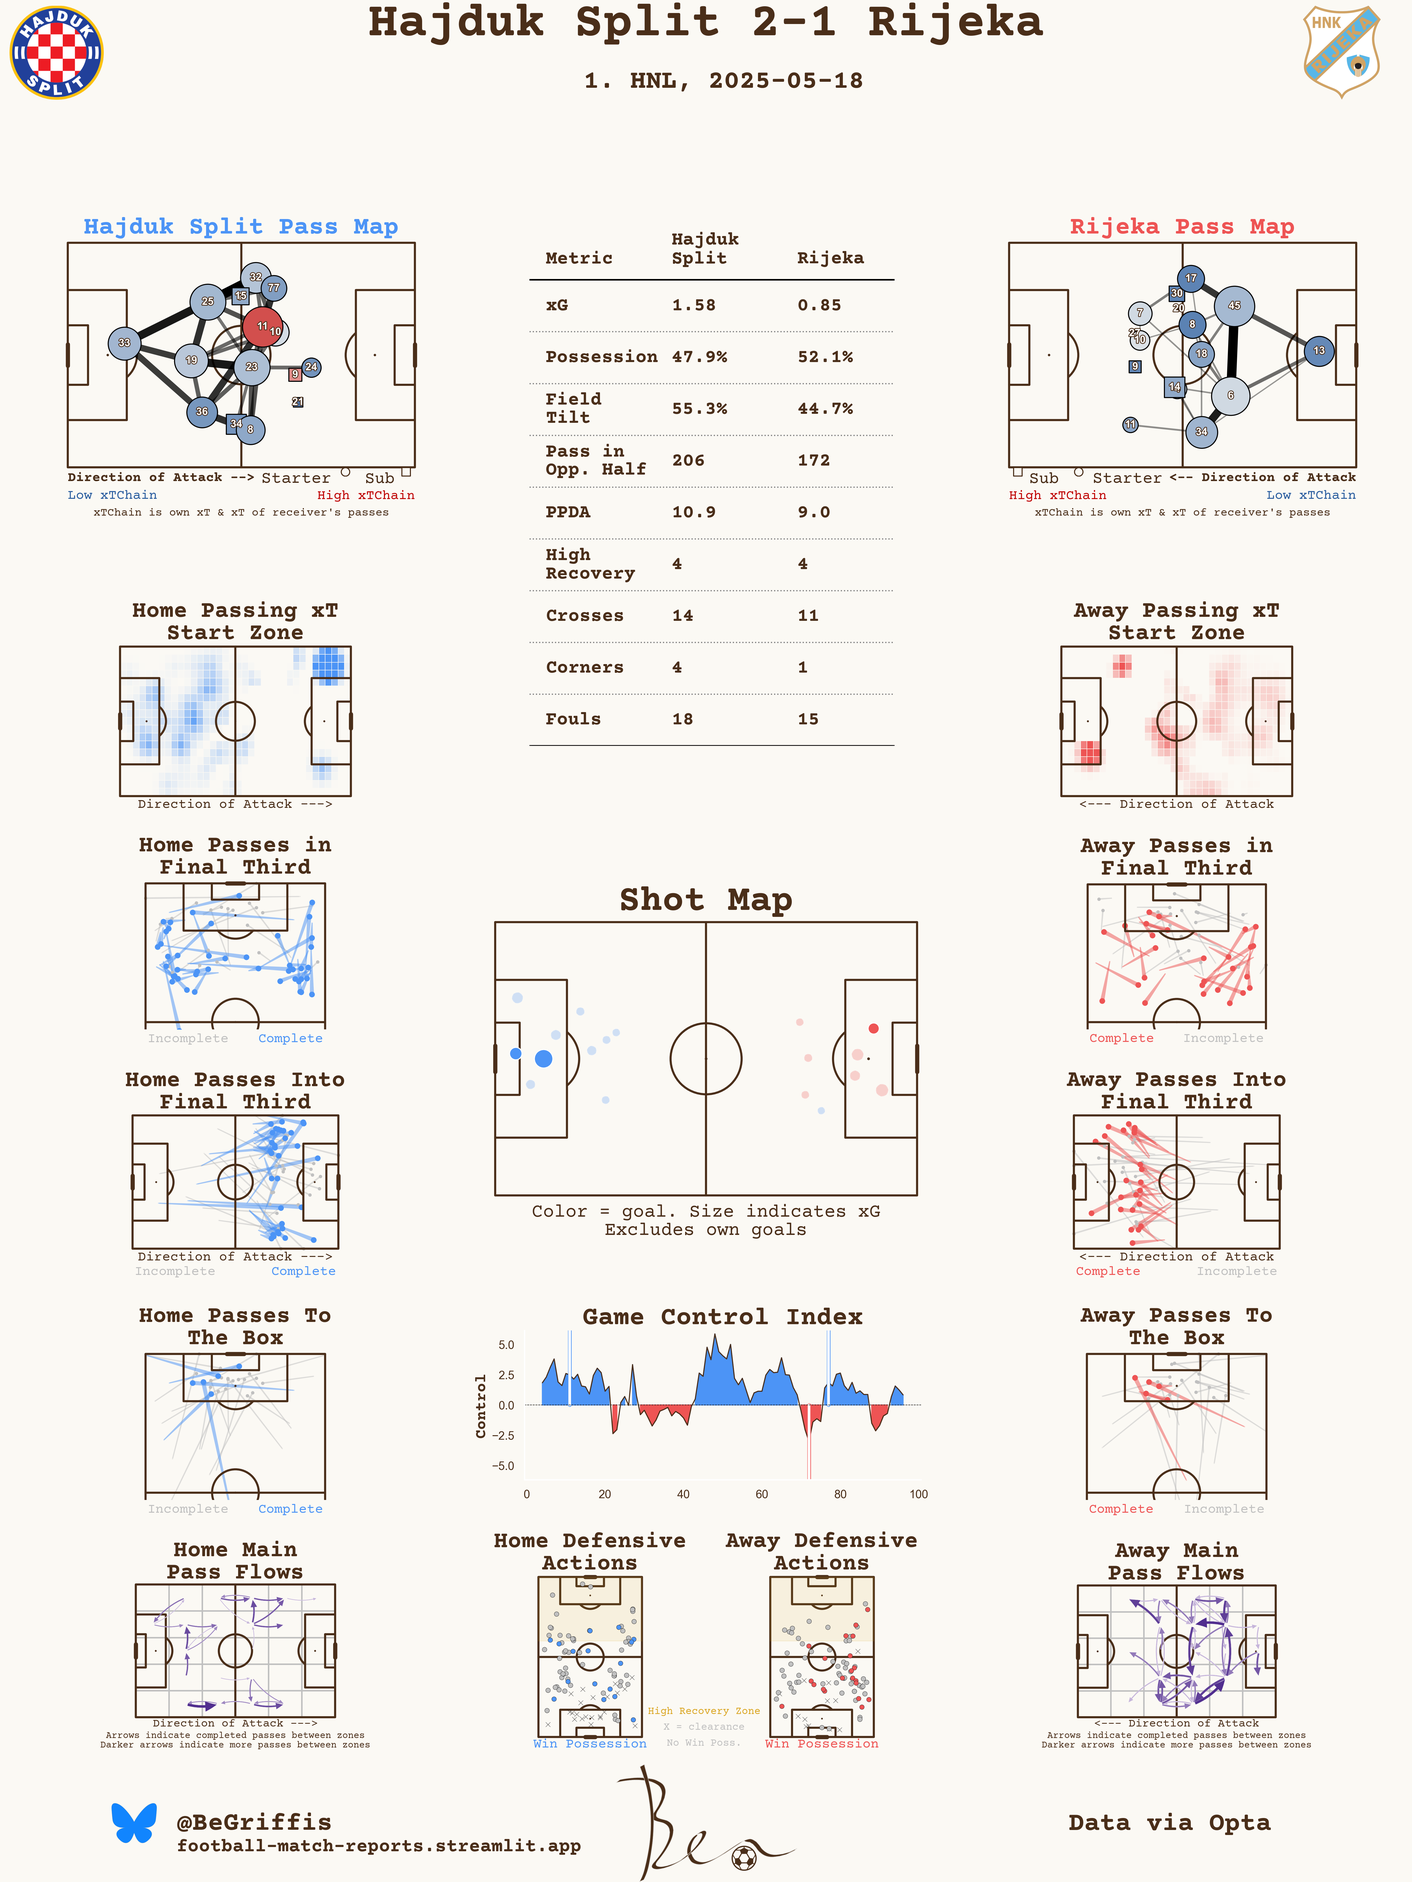 Hajduk Split 2-1 Rijeka
1. HNL, 2025-05-18
HAJDUK
SPLIT
HNK
RIJEKA
Hajduk Split Pass Map
32
77
15
25
11
10
33
19
23
24
9
21
36
34
8
Direction of Attack --> Starter Sub
Low xTChain High xTChain
xTChain is own xT & xT of receiver's passes
Metric Hajduk Split Rijeka
xG 1.58 0.85
Possession 47.9% 52.1%
Field Tilt 55.3% 44.7%
Pass in Opp. Half 206 172
PPDA 10.9 9.0
High Recovery 4 4
Crosses 14 11
Corners 4 1
Fouls 18 15
Rijeka Pass Map
17
30
20
7
45
8
27
10
18
13
9
14
6
11
34
Sub Starter <-- Direction of Attack
High xTChain Low xTChain
xTChain is own xT & xT of receiver's passes
Home Passing xT
Start Zone
Direction of Attack --->
Away Passing xT
Start Zone
<--- Direction of Attack
Home Passes in
Final Third
Incomplete Complete
Away Passes in
Final Third
Complete Incomplete
Shot Map
Color = goal. Size indicates xG
Excludes own goals
Home Passes Into
Final Third
Direction of Attack --->
Incomplete Complete
Away Passes Into
Final Third
<--- Direction of Attack
Complete Incomplete
Home Passes To
The Box
Incomplete Complete
Game Control Index
Control
5.0
2.5
0.0
−2.5
−5.0
0 20 40 60 80 100
Away Passes To
The Box
Complete Incomplete
Home Main
Pass Flows
Direction of Attack --->
Arrows indicate completed passes between zones
Darker arrows indicate more passes between zones
Home Defensive
Actions
Win Possession
High Recovery Zone
X = clearance
No Win Poss.
Away Defensive
Actions
Win Possession
Away Main
Pass Flows
<--- Direction of Attack
Arrows indicate completed passes between zones
Darker arrows indicate more passes between zones
@BeGriffis
football-match-reports.streamlit.app
Ben
Data via Opta